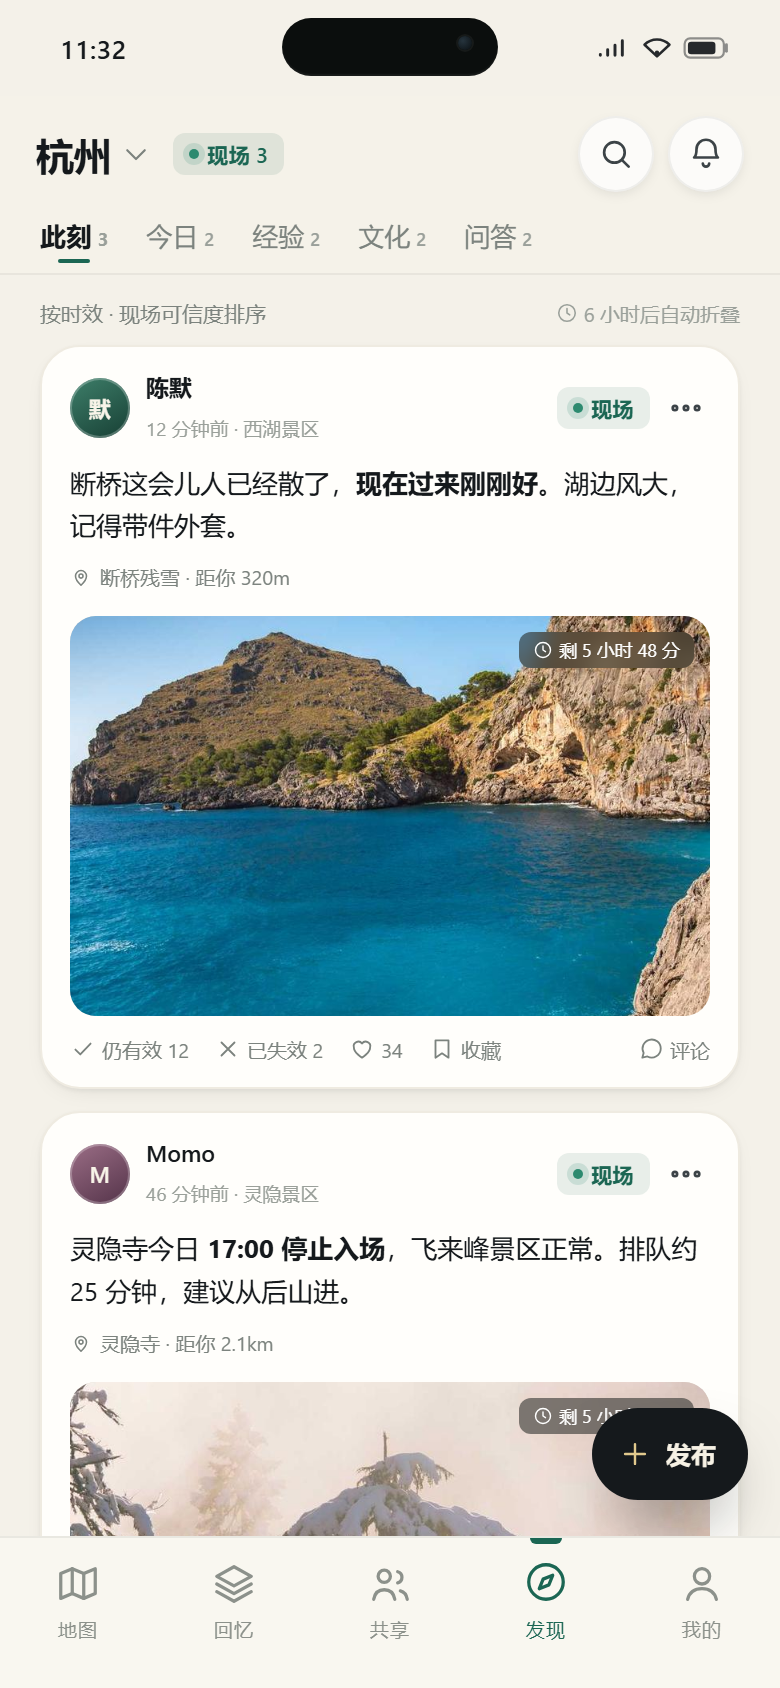 11:32
杭州
现场 3
此刻 3 今日 2 经验 2 文化 2 问答 2
按时效 · 现场可信度排序
6 小时后自动折叠
默
陈默
12 分钟前 · 西湖景区
现场
断桥这会儿人已经散了，现在过来刚刚好。湖边风大，
记得带件外套。
断桥残雪 · 距你 320m
剩 5 小时 48 分
仍有效 12 已失效 2 34 收藏 评论
M
Momo
46 分钟前 · 灵隐景区
现场
灵隐寺今日 17:00 停止入场，飞来峰景区正常。排队约
25 分钟，建议从后山进。
灵隐寺 · 距你 2.1km
剩 5 小
发布
地图 回忆 共享 发现 我的